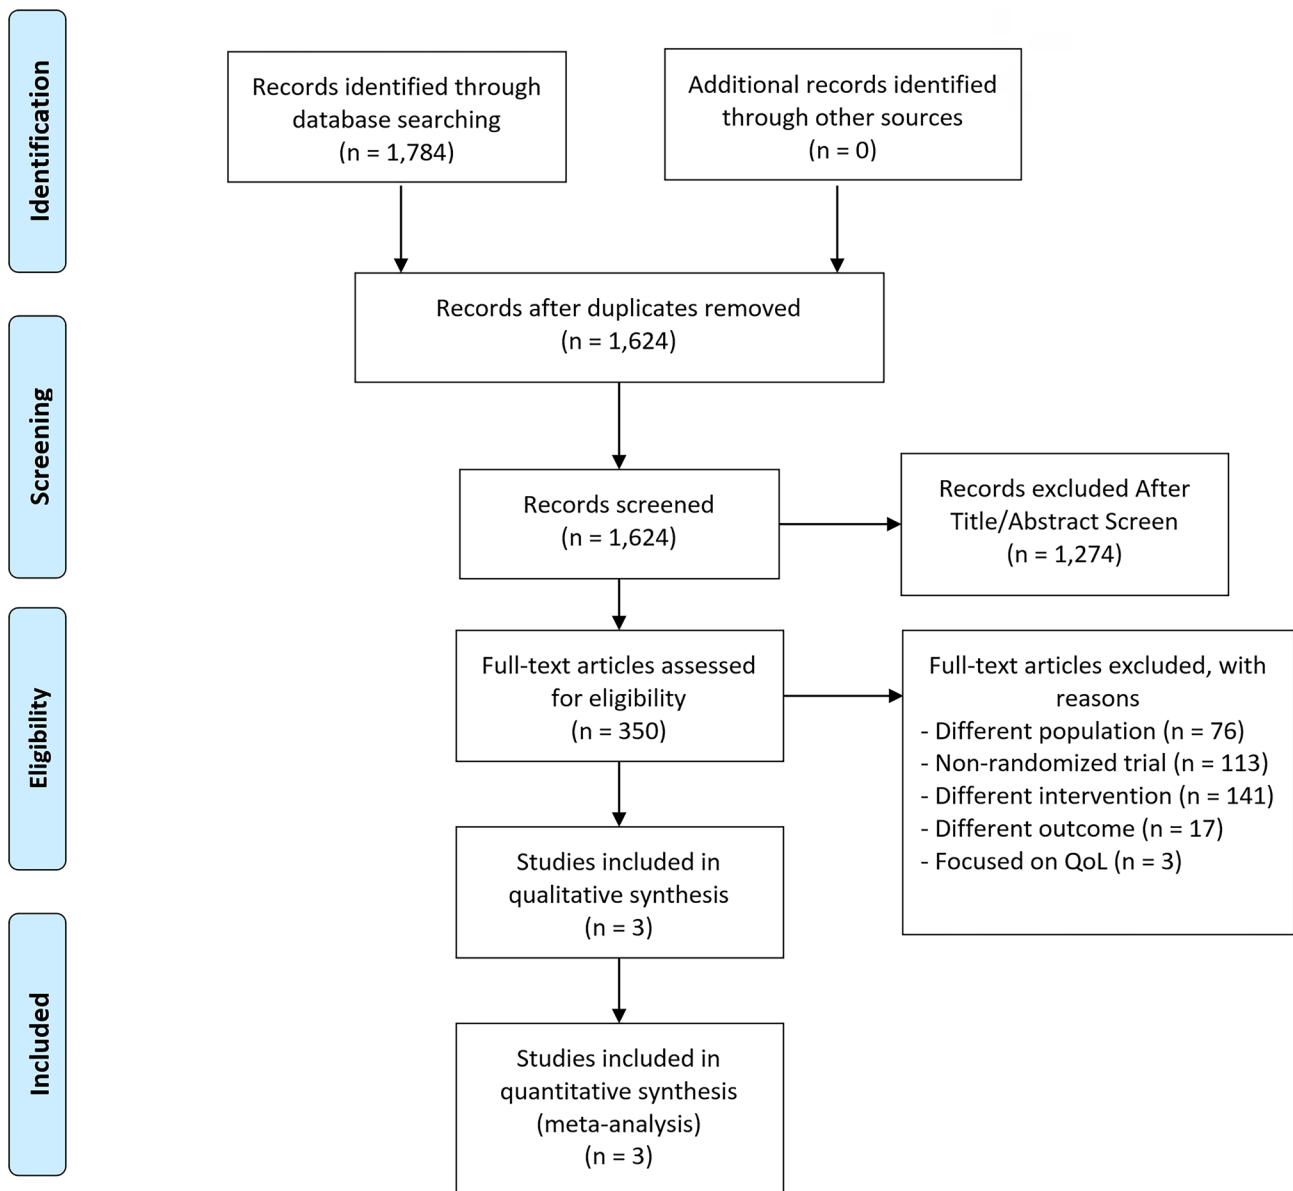 Identification
Records identified through
database searching
(n = 1,784)
Additional records identified
through other sources
(n = 0)
Records after duplicates removed
(n = 1,624)
Screening
Records screened
(n = 1,624)
Records excluded After
Title/Abstract Screen
(n = 1,274)
Eligibility
Full-text articles assessed
for eligibility
(n = 350)
Full-text articles excluded, with
reasons
- Different population (n = 76)
- Non-randomized trial (n = 113)
- Different intervention (n = 141)
- Different outcome (n = 17)
- Focused on QoL (n = 3)
Studies included in
qualitative synthesis
(n = 3)
Included
Studies included in
quantitative synthesis
(meta-analysis)
(n = 3)